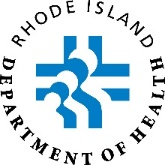 RHODE ISLAND
DEPARTMENT OF HEALTH